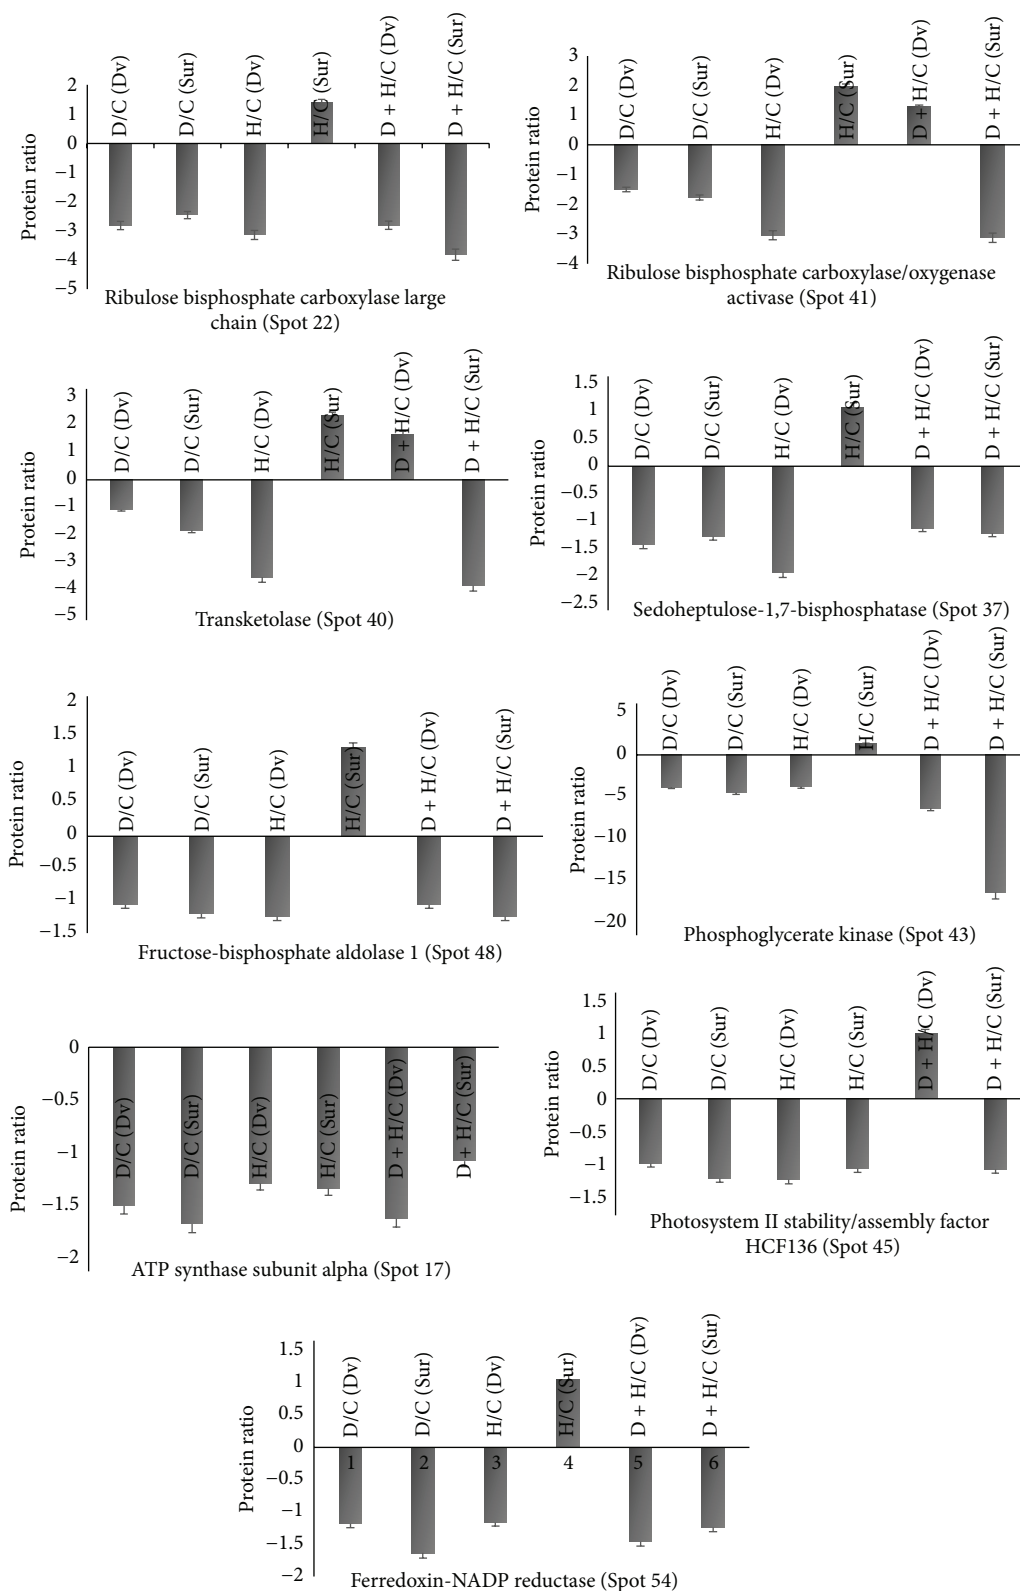 Protein ratio
2
1
0
−1
−2
−3
−4
−5
D/C (Dv)
D/C (Sur)
H/C (Dv)
H/C (Sur)
D + H/C (Dv)
D + H/C (Sur)
Ribulose bisphosphate carboxylase large
chain (Spot 22)
Protein ratio
3
2
1
0
−1
−2
−3
−4
D/C (Dv)
D/C (Sur)
H/C (Dv)
H/C (Sur)
D + H/C (Dv)
D + H/C (Sur)
Ribulose bisphosphate carboxylase/oxygenase
activase (Spot 41)
Protein ratio
3
2
1
0
−1
−2
−3
−4
−5
D/C (Dv)
D/C (Sur)
H/C (Dv)
H/C (Sur)
D + H/C (Dv)
D + H/C (Sur)
Transketolase (Spot 40)
Protein ratio
1.5
1
0.5
0
−0.5
−1
−1.5
−2
−2.5
D/C (Dv)
D/C (Sur)
H/C (Dv)
H/C (Sur)
D + H/C (Dv)
D + H/C (Sur)
Sedoheptulose-1,7-bisphosphatase (Spot 37)
Protein ratio
2
1.5
1
0.5
0
−0.5
−1
−1.5
D/C (Dv)
D/C (Sur)
H/C (Dv)
H/C (Sur)
D + H/C (Dv)
D + H/C (Sur)
Fructose-bisphosphate aldolase 1 (Spot 48)
Protein ratio
5
0
−5
−10
−15
−20
D/C (Dv)
D/C (Sur)
H/C (Dv)
H/C (Sur)
D + H/C (Dv)
D + H/C (Sur)
Phosphoglycerate kinase (Spot 43)
Protein ratio
0
−0.5
−1
−1.5
−2
D/C (Dv)
D/C (Sur)
H/C (Dv)
H/C (Sur)
D + H/C (Dv)
D + H/C (Sur)
ATP synthase subunit alpha (Spot 17)
Protein ratio
1.5
1
0.5
0
−0.5
−1
−1.5
D/C (Dv)
D/C (Sur)
H/C (Dv)
H/C (Sur)
D + H/C (Dv)
D + H/C (Sur)
Photosystem II stability/assembly factor
HCF136 (Spot 45)
Protein ratio
1.5
1
0.5
0
−0.5
−1
−1.5
−2
D/C (Dv)
D/C (Sur)
H/C (Dv)
H/C (Sur)
D + H/C (Dv)
D + H/C (Sur)
1 2 3 4 5 6
Ferredoxin-NADP reductase (Spot 54)